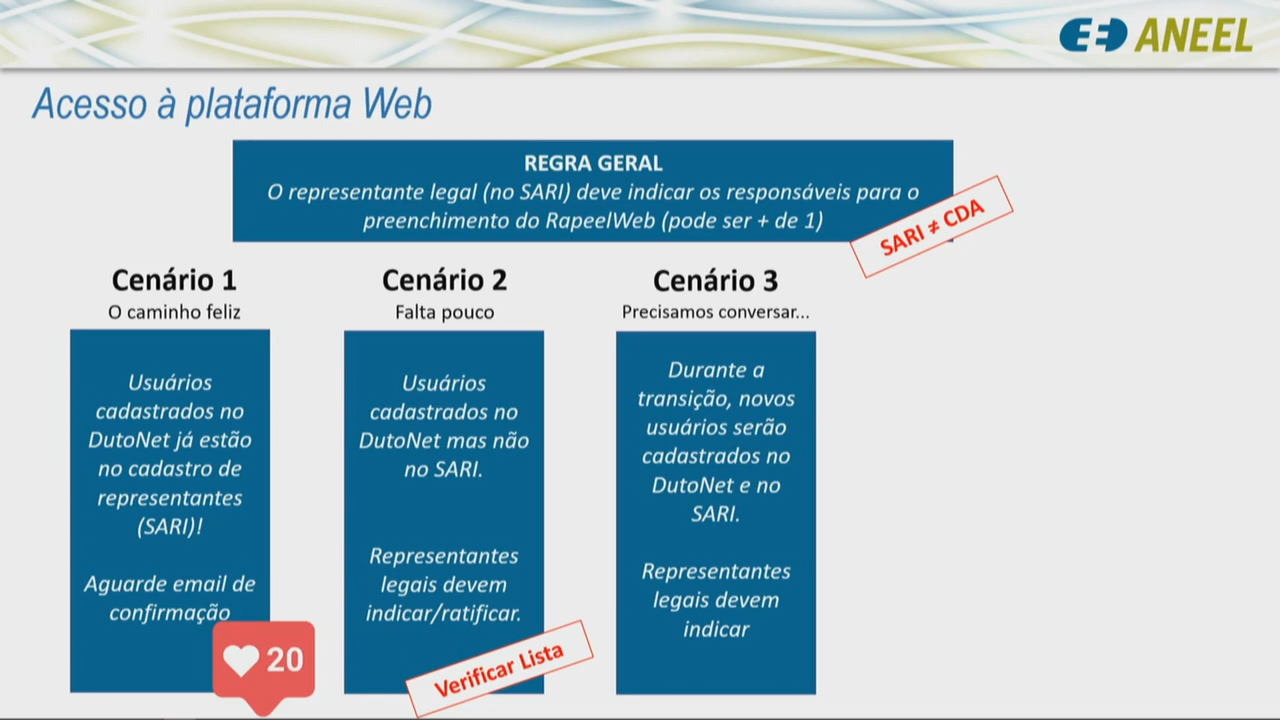 ANEEL
Acesso à plataforma Web
REGRA GERAL
O representante legal (no SARI) deve indicar os responsáveis para o
preenchimento do RapeelWeb (pode ser + de 1)
SARI ≠ CDA
Cenário 1
O caminho feliz
Usuários
cadastrados no
DutoNet já estão
no cadastro de
representantes
(SARI)!
Aguarde email de
confirmação
20
Cenário 2
Falta pouco
Usuários
cadastrados no
DutoNet mas não
no SARI.
Representantes
legais devem
indicar/ratificar.
Verificar Lista
Cenário 3
Precisamos conversar...
Durante a
transição, novos
usuários serão
cadastrados no
DutoNet e no
SARI.
Representantes
legais devem
indicar